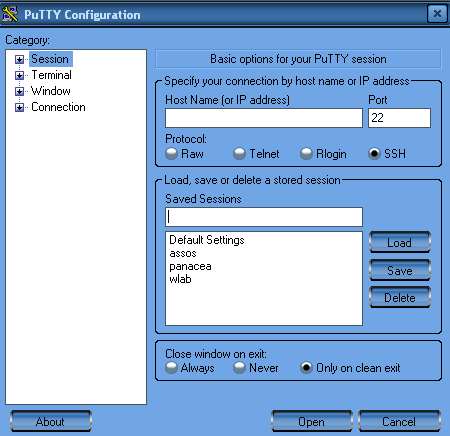 PuTTY Configuration
Category:
Session
Terminal
Window
Connection
Basic options for your PuTTY session
Specify your connection by host name or IP address
Host Name (or IP address) Port
22
Protocol:
Raw Telnet Rlogin SSH
Load, save or delete a stored session
Saved Sessions
Default Settings
assos
panacea
wlab
Load
Save
Delete
Close window on exit:
Always Never Only on clean exit
About Open Cancel